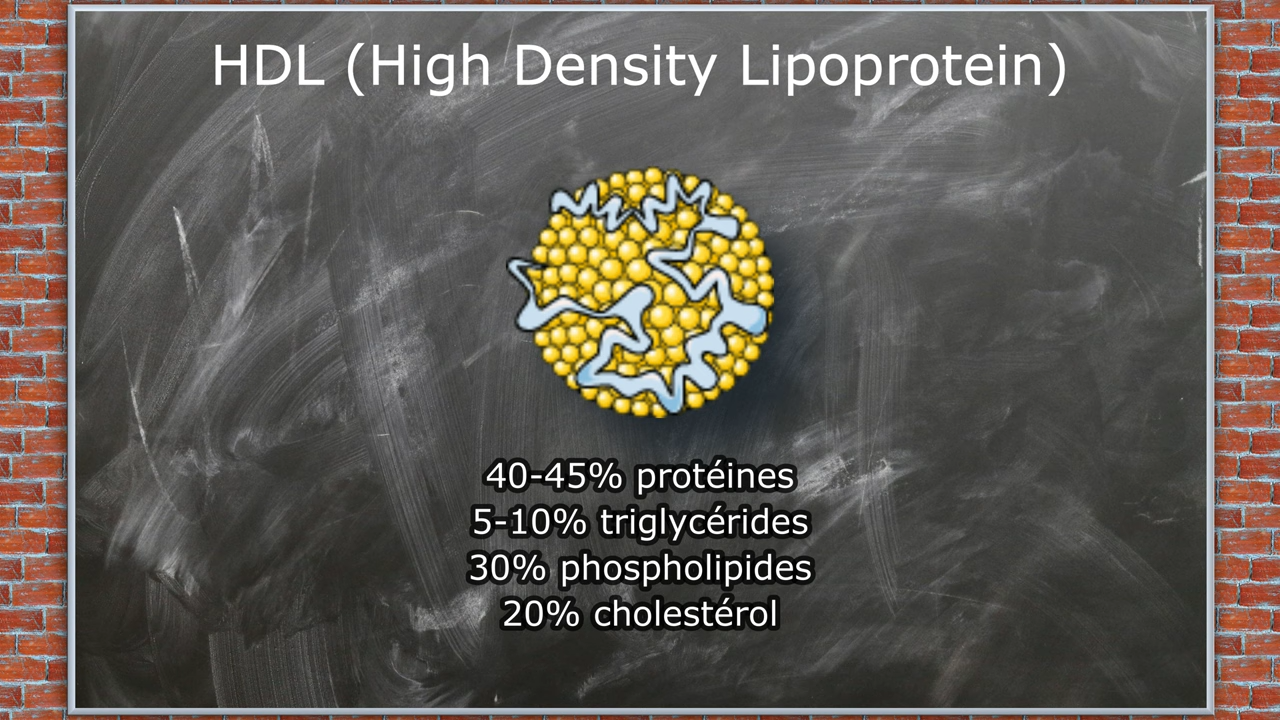 HDL (High Density Lipoprotein)
40-45% protéines
5-10% triglycérides
30% phospholipides
20% cholestérol